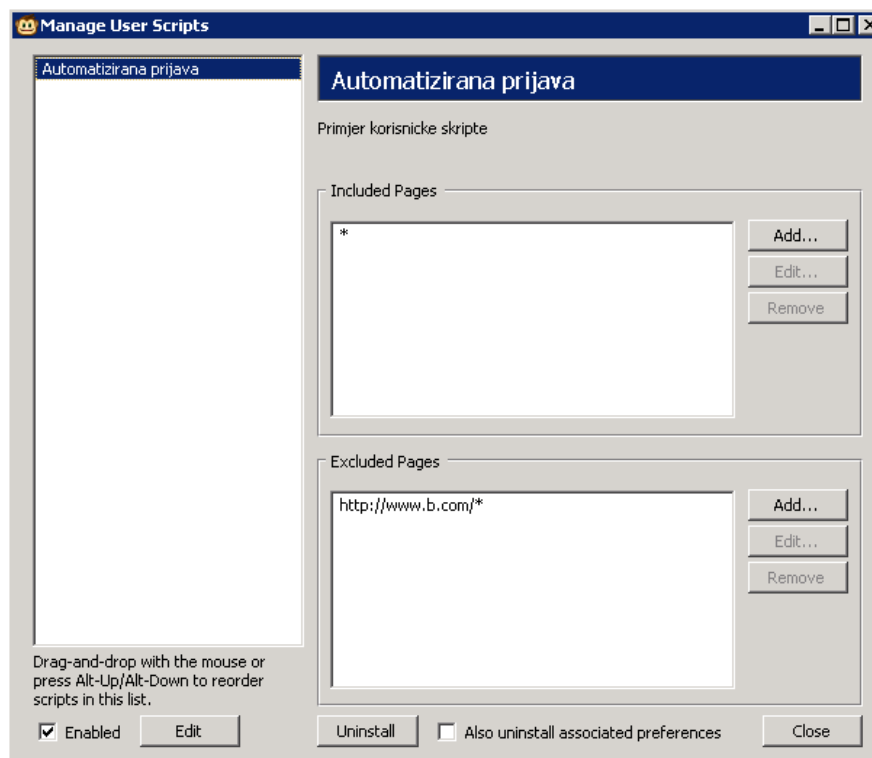 Manage User Scripts
Automatizirana prijava
Automatizirana prijava
Primjer korisnicke skripte
Included Pages
*
Add...
Edit...
Remove
Excluded Pages
http://www.b.com/*
Add...
Edit...
Remove
Drag-and-drop with the mouse or
press Alt-Up/Alt-Down to reorder
scripts in this list.
Enabled
Edit
Uninstall
Also uninstall associated preferences
Close